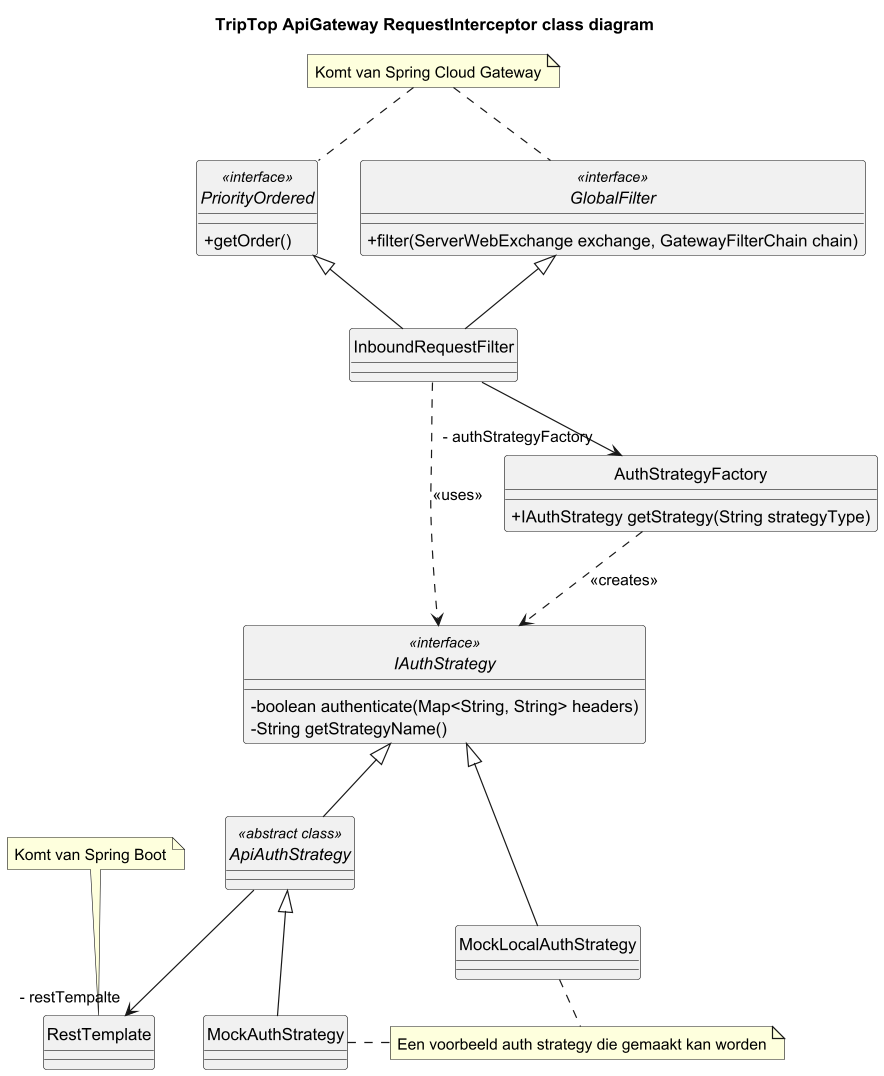 TripTop ApiGateway RequestInterceptor class diagram
Komt van Spring Cloud Gateway
«interface»
PriorityOrdered
+getOrder()
«interface»
GlobalFilter
+filter(ServerWebExchange exchange, GatewayFilterChain chain)
InboundRequestFilter
- authStrategyFactory
«uses»
AuthStrategyFactory
+IAuthStrategy getStrategy(String strategyType)
«creates»
«interface»
IAuthStrategy
-boolean authenticate(Map<String, String> headers)
-String getStrategyName()
«abstract class»
ApiAuthStrategy
Komt van Spring Boot
MockLocalAuthStrategy
- restTempalte
RestTemplate
MockAuthStrategy
Een voorbeeld auth strategy die gemaakt kan worden